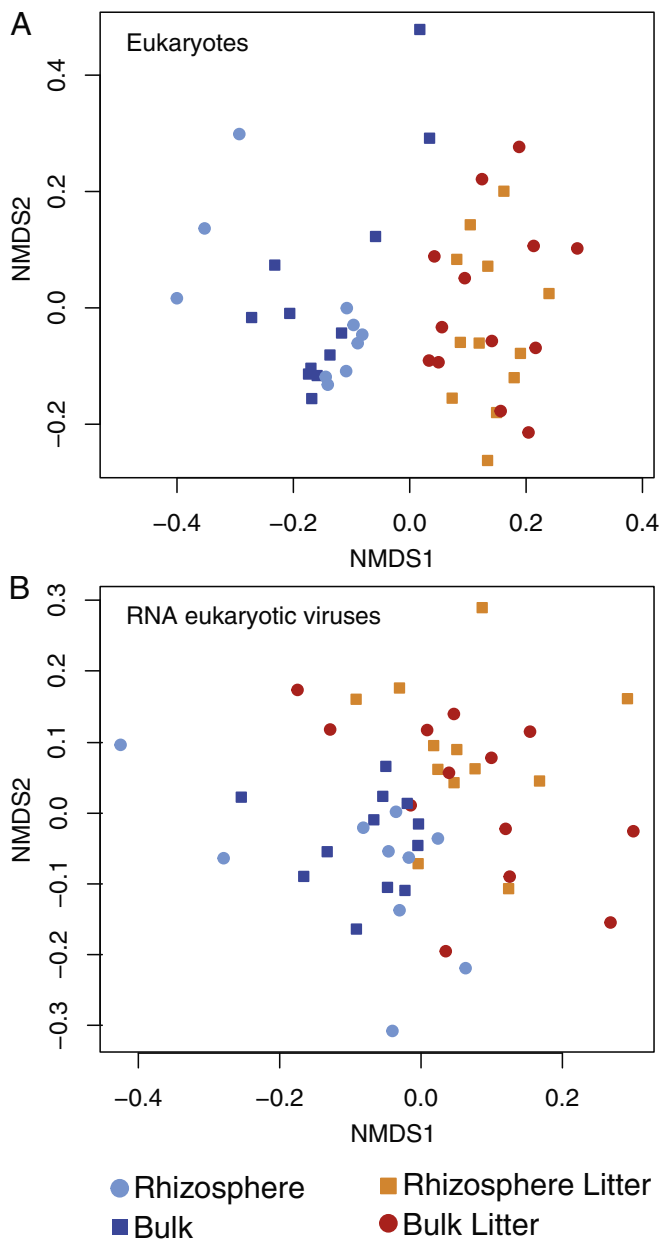 A
Eukaryotes
0.4
0.2
0.0
−0.2
NMDS2
−0.4 −0.2 0.0 0.2 0.4
NMDS1
B
RNA eukaryotic viruses
0.3
0.2
0.1
0.0
−0.1
−0.2
−0.3
NMDS2
−0.4 −0.2 0.0 0.2
NMDS1
Rhizosphere Rhizosphere Litter
Bulk Bulk Litter